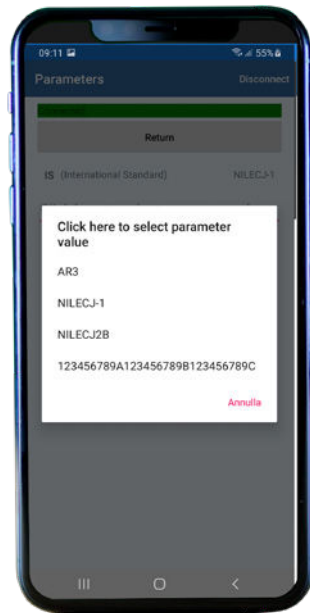 09:11 55%
Parameters Disconnect
Return
IS (International Standard) NILECJ-1
Click here to select parameter
value
AR3
NILECJ-1
NILECJ2B
123456789A123456789B123456789C
Annulla